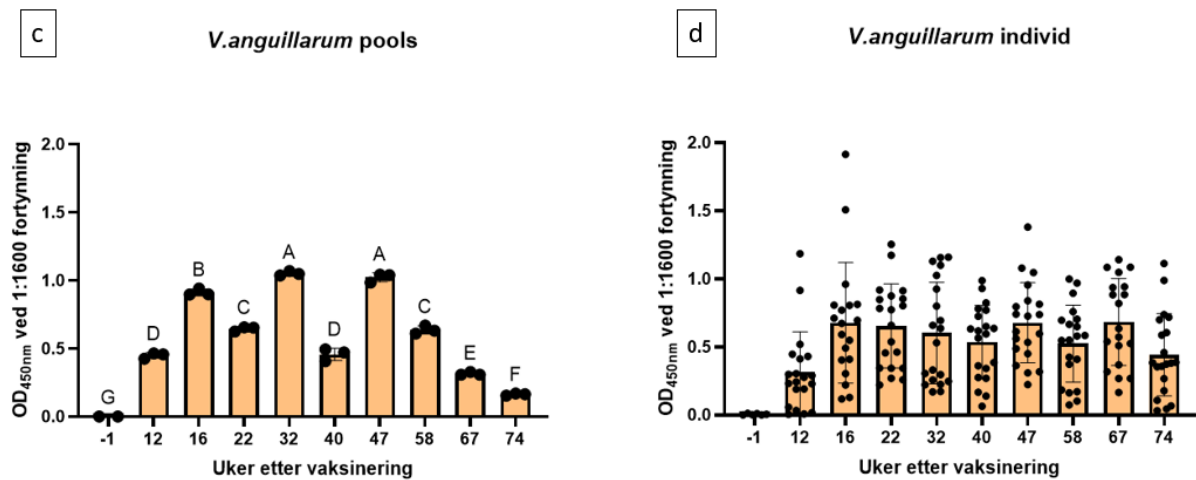 c
V.anguillarum pools
OD450nm ved 1:1600 fortynning
2.0
1.5
1.0
0.5
0.0
G
D
B
C
A
D
A
C
E
F
-1 12 16 22 32 40 47 58 67 74
Uker etter vaksinering
d
V.anguillarum individ
OD450nm ved 1:1600 fortynning
2.0
1.5
1.0
0.5
0.0
-1 12 16 22 32 40 47 58 67 74
Uker etter vaksinering